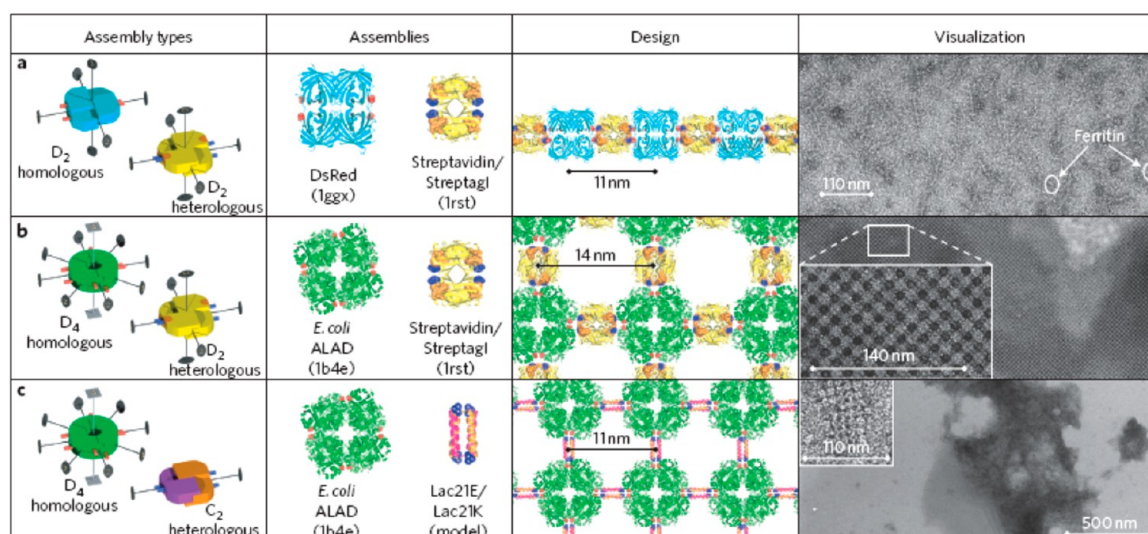 Assembly types
Assemblies
Design
Visualization
a
D2
homologous
D2
heterologous
DsRed
(1ggx)
Streptavidin/
StreptagI
(1rst)
11 nm
Ferritin
110 nm
b
D4
homologous
D2
heterologous
E. coli
ALAD
(1b4e)
Streptavidin/
StreptagI
(1rst)
14 nm
140 nm
c
D4
homologous
C2
heterologous
E. coli
ALAD
(1b4e)
Lac21E/
Lac21K
(model)
11 nm
110 nm
500 nm